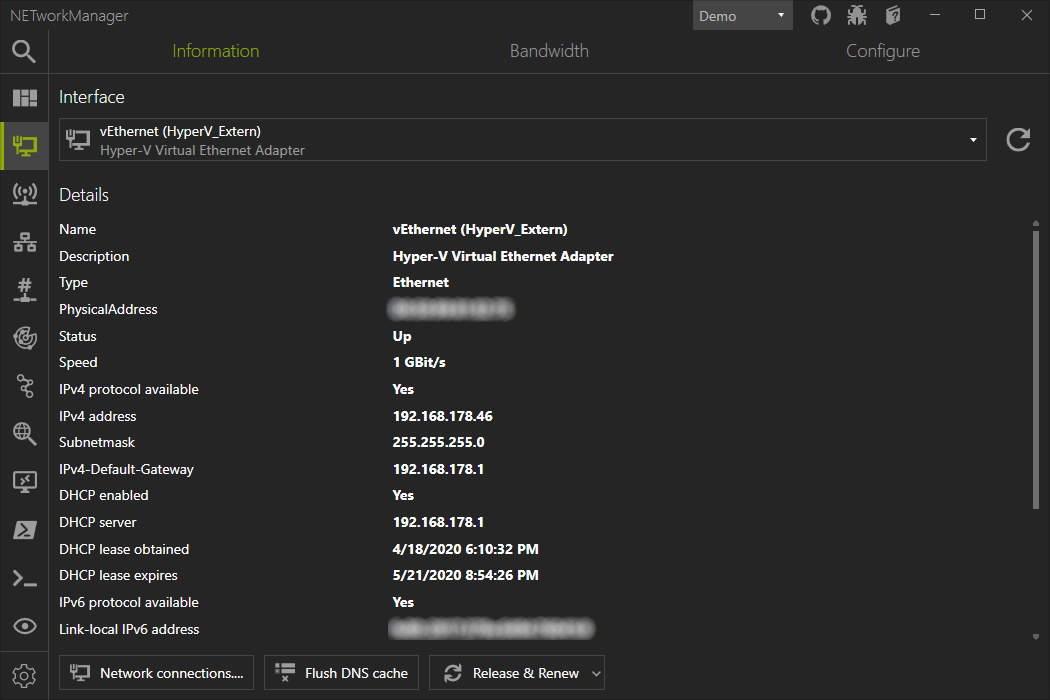 NETworkManager
Demo
Information
Bandwidth
Configure
Interface
vEthernet (HyperV_Extern)
Hyper-V Virtual Ethernet Adapter
Details
Name vEthernet (HyperV_Extern)
Description Hyper-V Virtual Ethernet Adapter
Type Ethernet
PhysicalAddress
Status Up
Speed 1 GBit/s
IPv4 protocol available Yes
IPv4 address 192.168.178.46
Subnetmask 255.255.255.0
IPv4-Default-Gateway 192.168.178.1
DHCP enabled Yes
DHCP server 192.168.178.1
DHCP lease obtained 4/18/2020 6:10:32 PM
DHCP lease expires 5/21/2020 8:54:26 PM
IPv6 protocol available Yes
Link-local IPv6 address
Network connections....
Flush DNS cache
Release & Renew